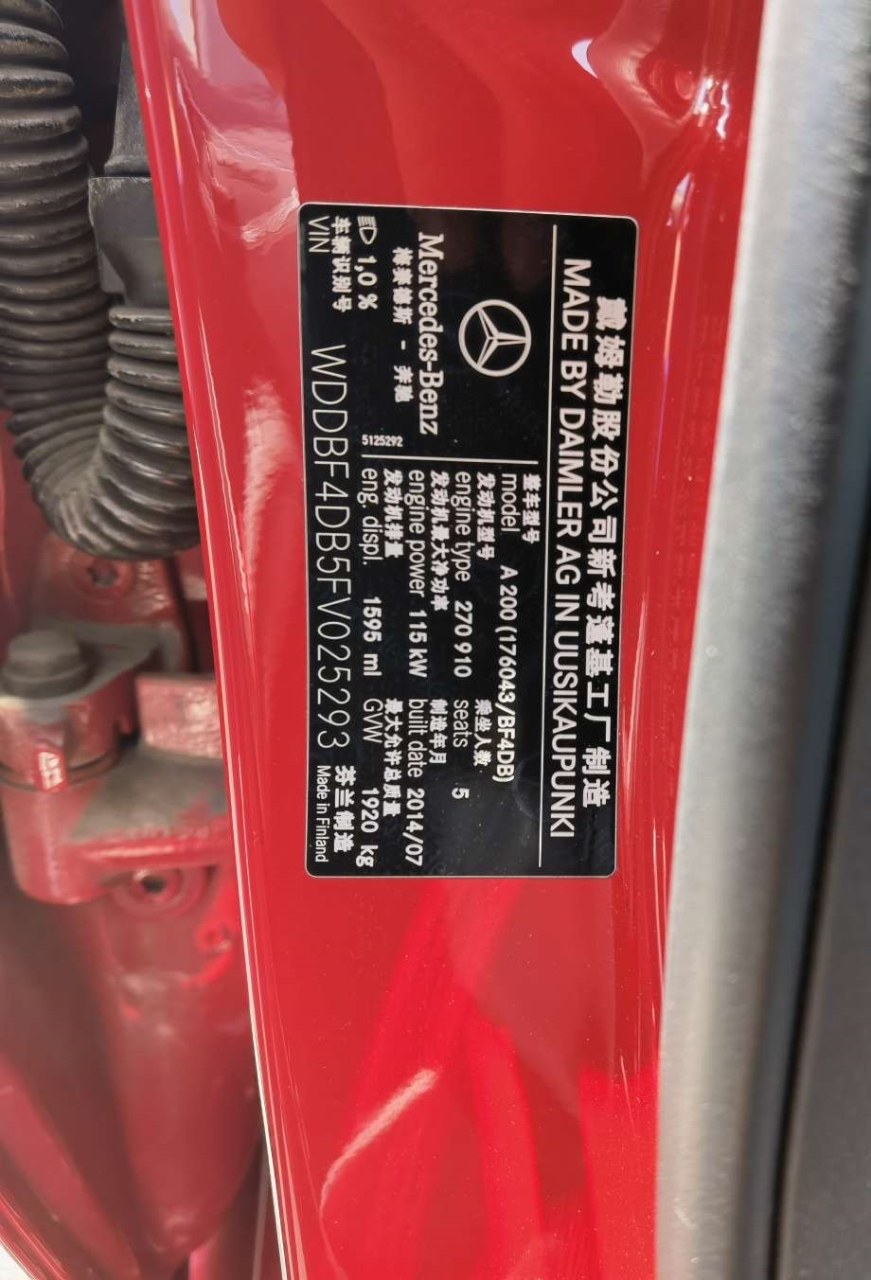 戴姆勒股份公司新考蓬基工厂制造
MADE BY DAIMLER AG IN UUSIKAUPUNKI
Mercedes-Benz
梅赛德斯 - 奔驰
整车型号
model A 200 (176043/BF4DB)
发动机型号 乘坐人数
engine type 270 910 seats 5
发动机最大净功率 制造年月
engine power 115 kW built date 2014/07
发动机排量 最大允许总质量
eng. displ. 1595 ml GVW 1920 kg
1,0 %
5125292
车辆识别号
VIN WDDBF4DB5FV025293
芬兰制造
Made in Finland